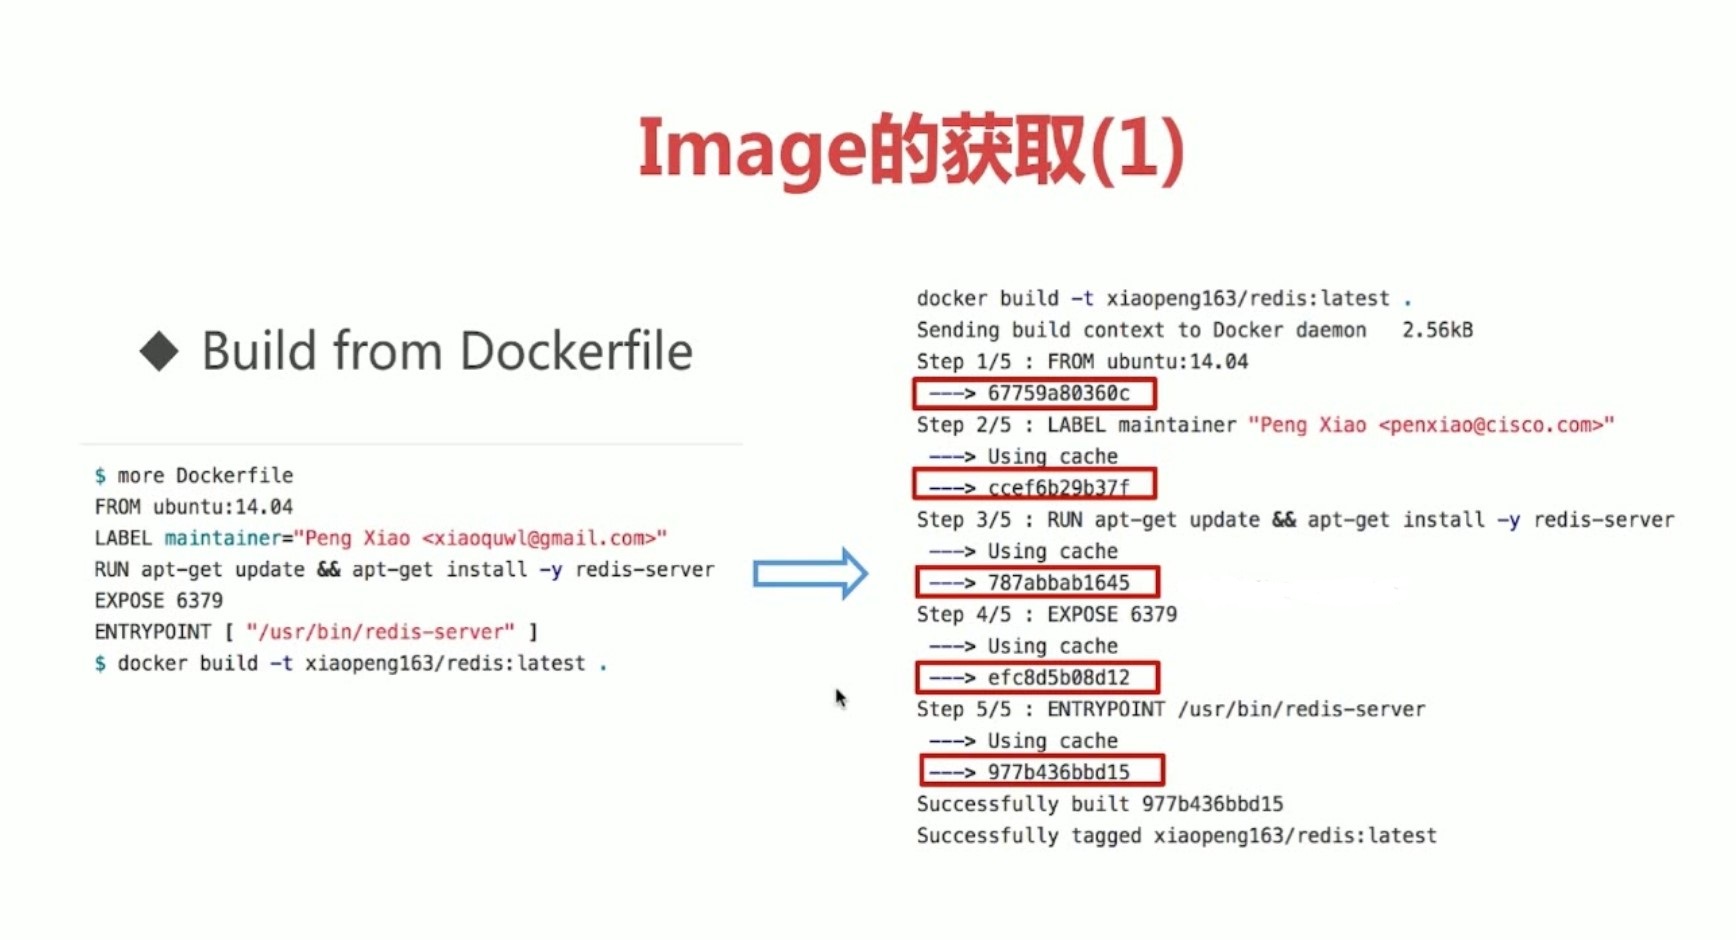 Image的获取(1)
◆ Build from Dockerfile
$ more Dockerfile
FROM ubuntu:14.04
LABEL maintainer="Peng Xiao <xiaoquwl@gmail.com>"
RUN apt-get update && apt-get install -y redis-server
EXPOSE 6379
ENTRYPOINT [ "/usr/bin/redis-server" ]
$ docker build -t xiaopeng163/redis:latest .
docker build -t xiaopeng163/redis:latest .
Sending build context to Docker daemon   2.56kB
Step 1/5 : FROM ubuntu:14.04
---> 67759a80360c
Step 2/5 : LABEL maintainer "Peng Xiao <penxiao@cisco.com>"
---> Using cache
---> ccef6b29b37f
Step 3/5 : RUN apt-get update && apt-get install -y redis-server
---> Using cache
---> 787abbab1645
Step 4/5 : EXPOSE 6379
---> Using cache
---> efc8d5b08d12
Step 5/5 : ENTRYPOINT /usr/bin/redis-server
---> Using cache
---> 977b436bbd15
Successfully built 977b436bbd15
Successfully tagged xiaopeng163/redis:latest